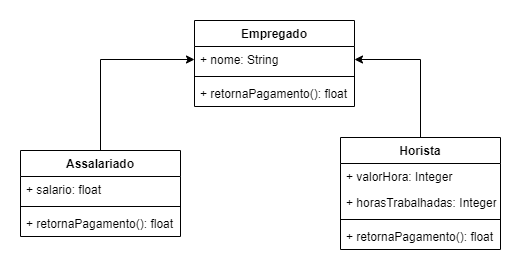 Empregado
+ nome: String
+ retornaPagamento(): float
Assalariado
+ salario: float
+ retornaPagamento(): float
Horista
+ valorHora: Integer
+ horasTrabalhadas: Integer
+ retornaPagamento(): float